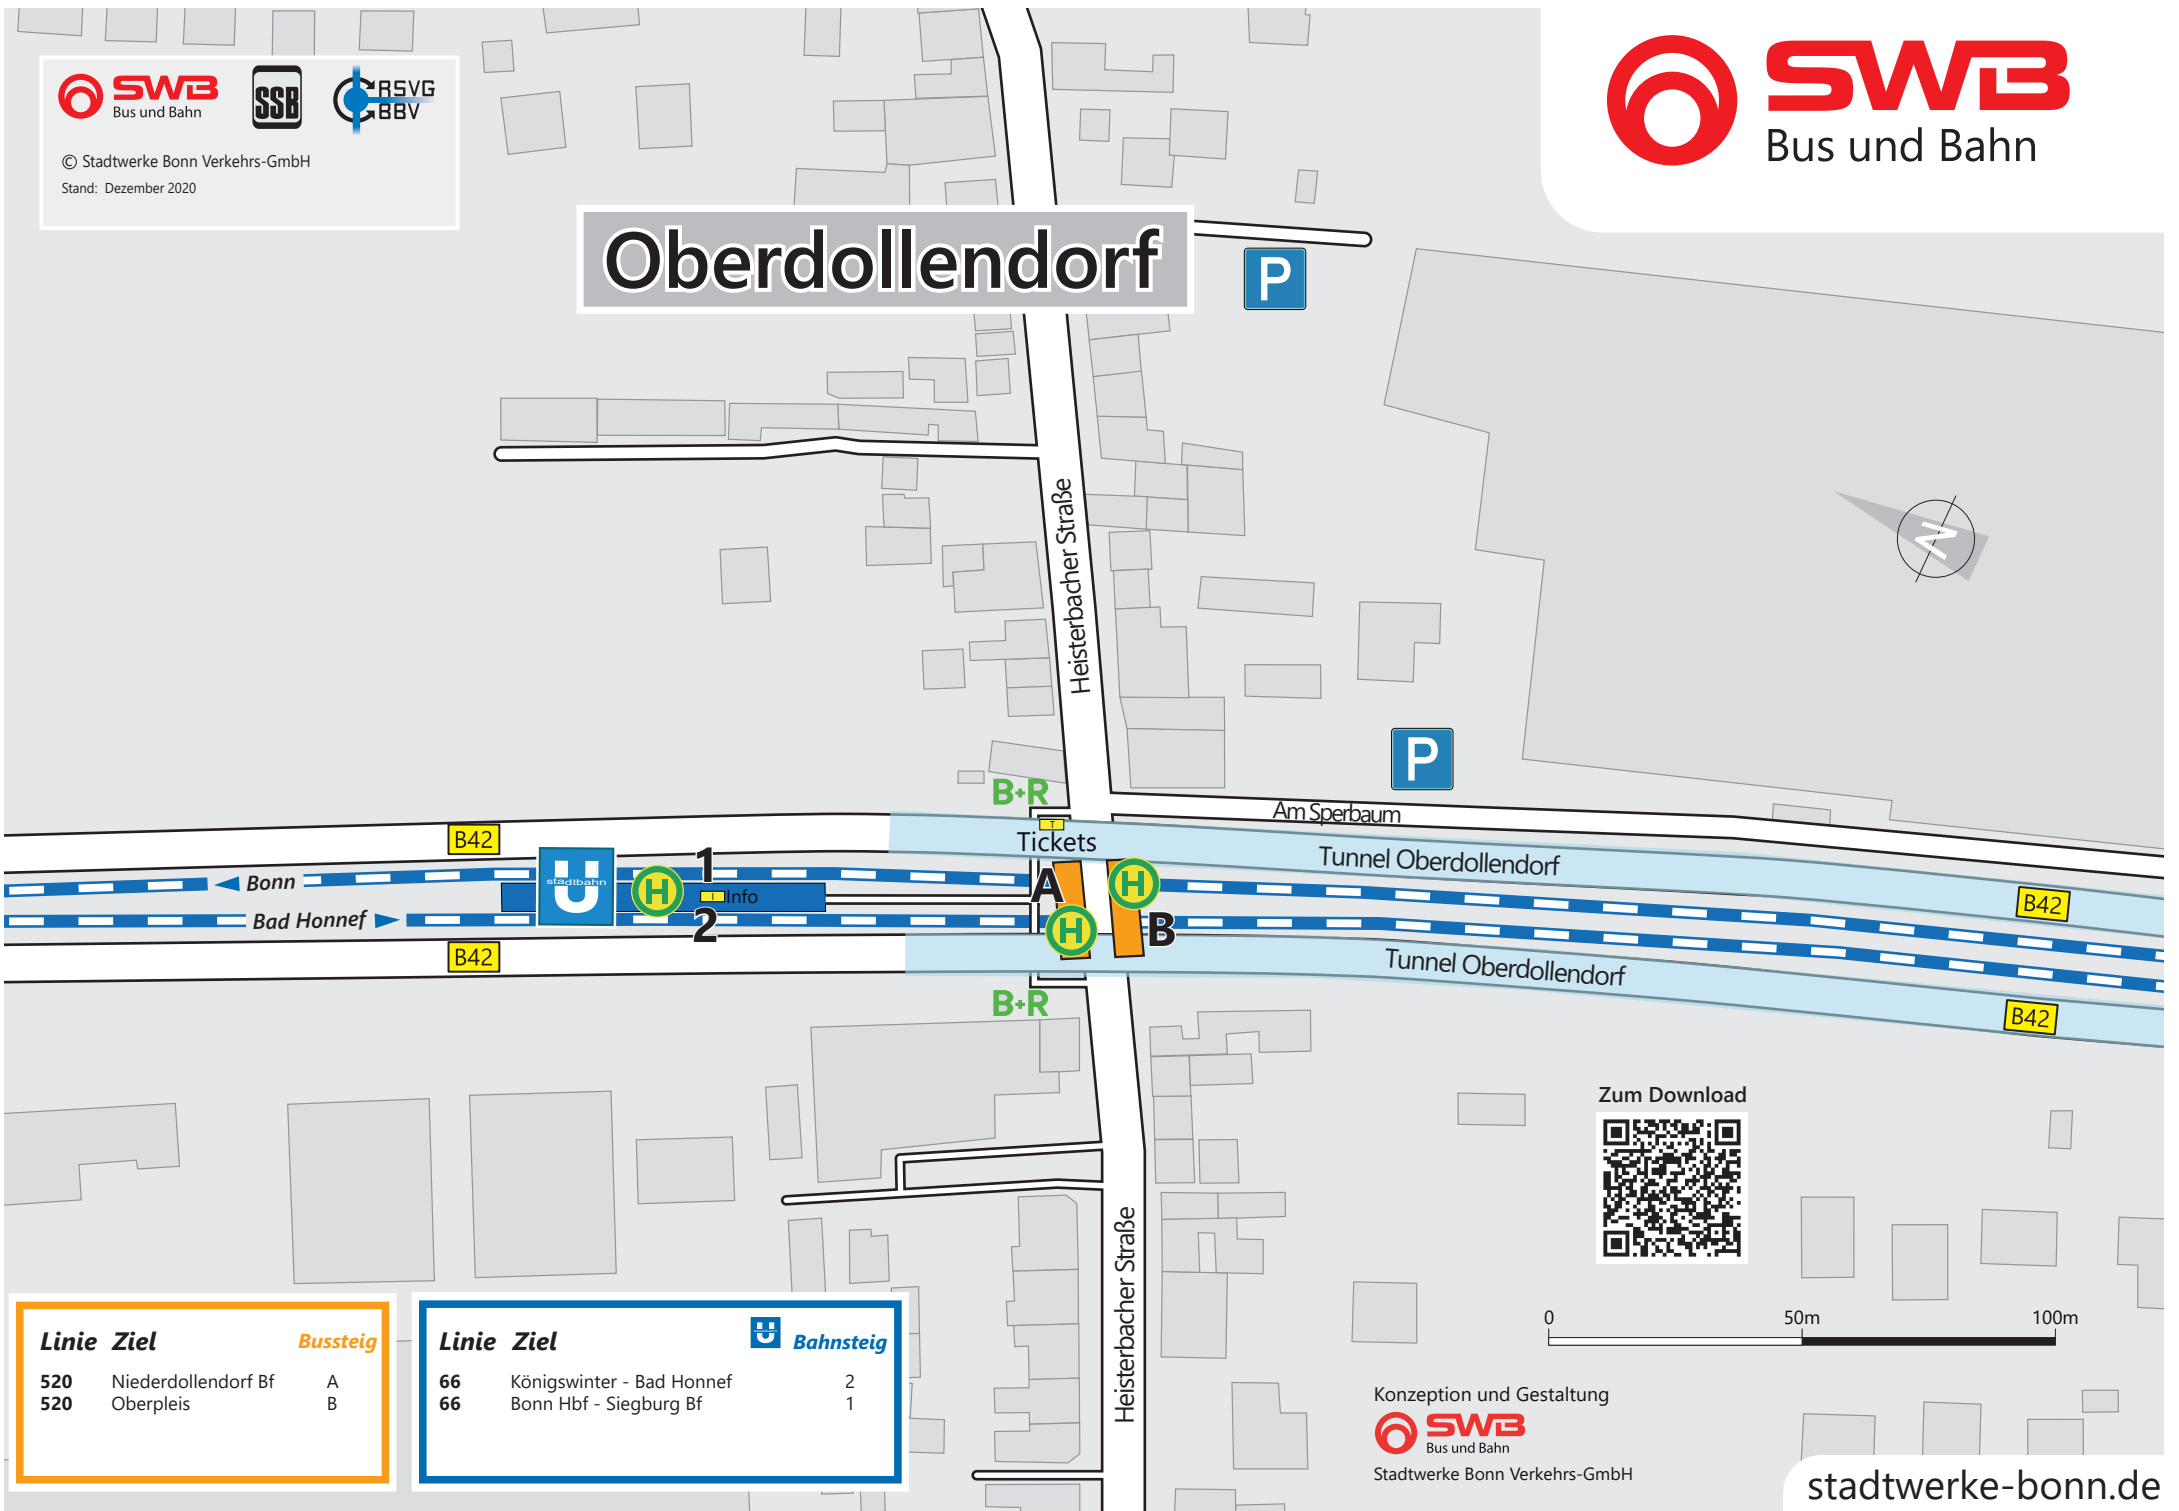 SWB
Bus und Bahn
SSB
RSVG
BBV
© Stadtwerke Bonn Verkehrs-GmbH
Stand: Dezember 2020
SWB
Bus und Bahn
Oberdollendorf
P
Heisterbacher Straße
N
P
B+R
Am Sperbaum
T
Tickets
B42
Tunnel Oberdollendorf
U
stadtbahn
1
H
I Info
2
Bonn
Bad Honnef
A
H
H
B
B42
B42
Tunnel Oberdollendorf
B42
B+R
Zum Download
Heisterbacher Straße
0 50m 100m
Linie Ziel Bussteig
520 Niederdollendorf Bf A
520 Oberpleis B
Linie Ziel U Bahnsteig
66 Königswinter - Bad Honnef 2
66 Bonn Hbf - Siegburg Bf 1
Konzeption und Gestaltung
SWB
Bus und Bahn
Stadtwerke Bonn Verkehrs-GmbH
stadtwerke-bonn.de